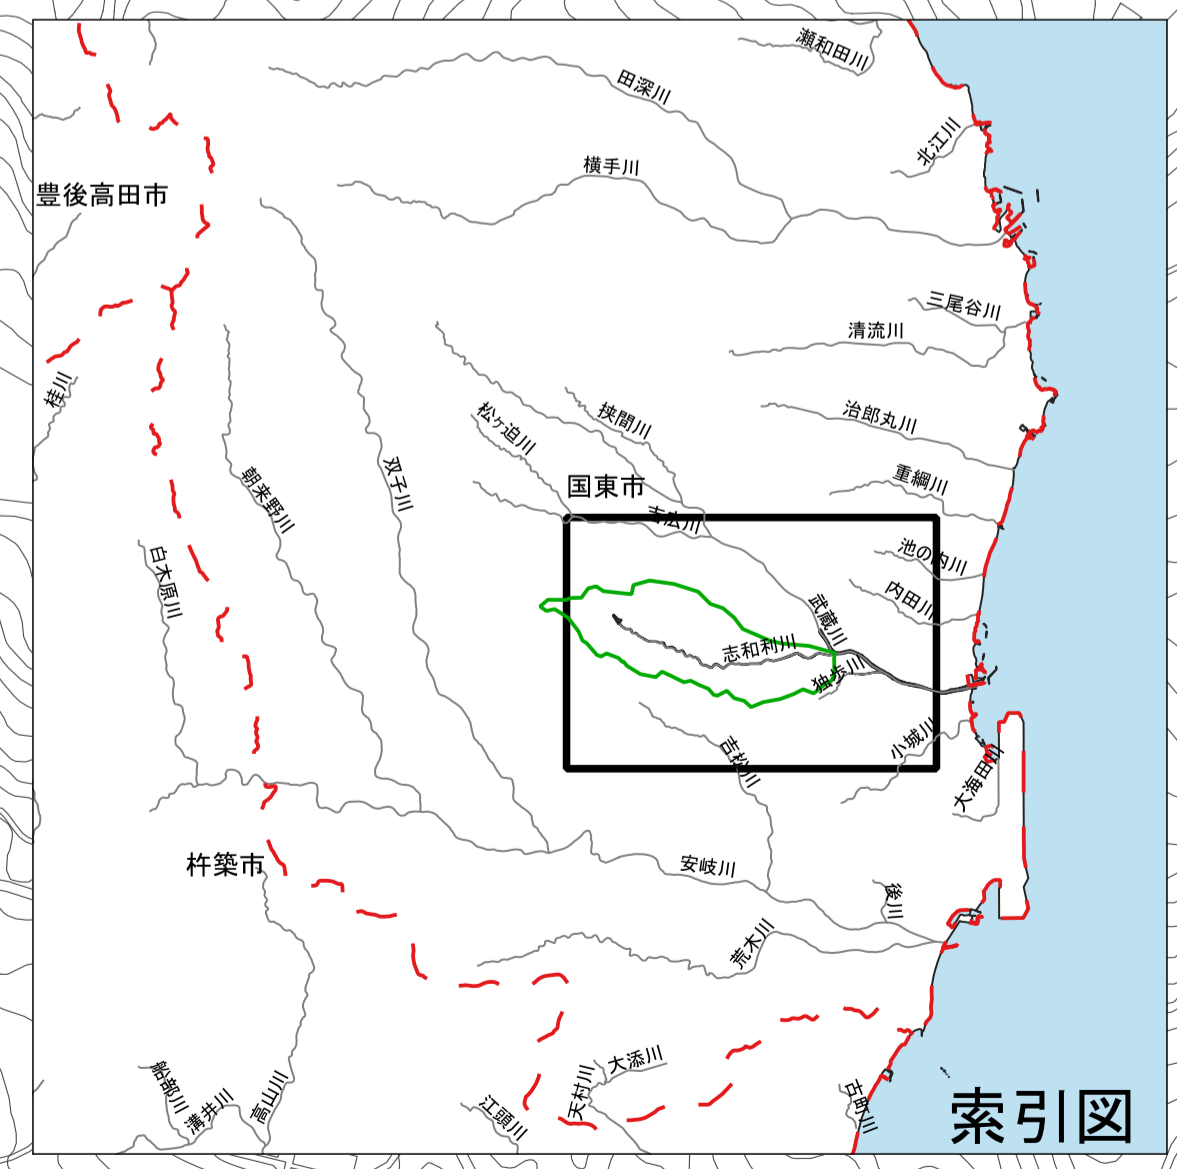 瀬和田川
田深川
北江川
横手川
豊後高田市
三尾谷川
清流川
桂川
松ヶ迫川
挟間川
治郎丸川
双子川
朝来野川
重綱川
国東市
吉広川
白木原川
池の内川
内田川
武蔵川
志和利川
独歩川
小城川
吉松川
大海田川
杵築市
安岐川
後川
荒木川
大添川
天村川
船部川
溝井川
高山川
江頭川
古町川
索引図